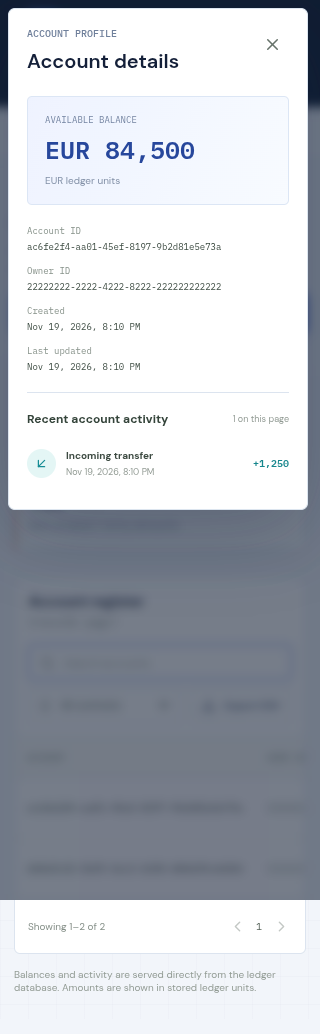 ACCOUNT PROFILE
Account details
AVAILABLE BALANCE
EUR 84,500
EUR ledger units
Account ID
ac6fe2f4-aa01-45ef-8197-9b2d81e5e73a
Owner ID
22222222-2222-4222-8222-222222222222
Created
Nov 19, 2026, 8:10 PM
Last updated
Nov 19, 2026, 8:10 PM
Recent account activity 1 on this page
Incoming transfer
+1,250
Nov 19, 2026, 8:10 PM
Account register
Showing 1–2 of 2 1
Balances and activity are served directly from the ledger
database. Amounts are shown in stored ledger units.